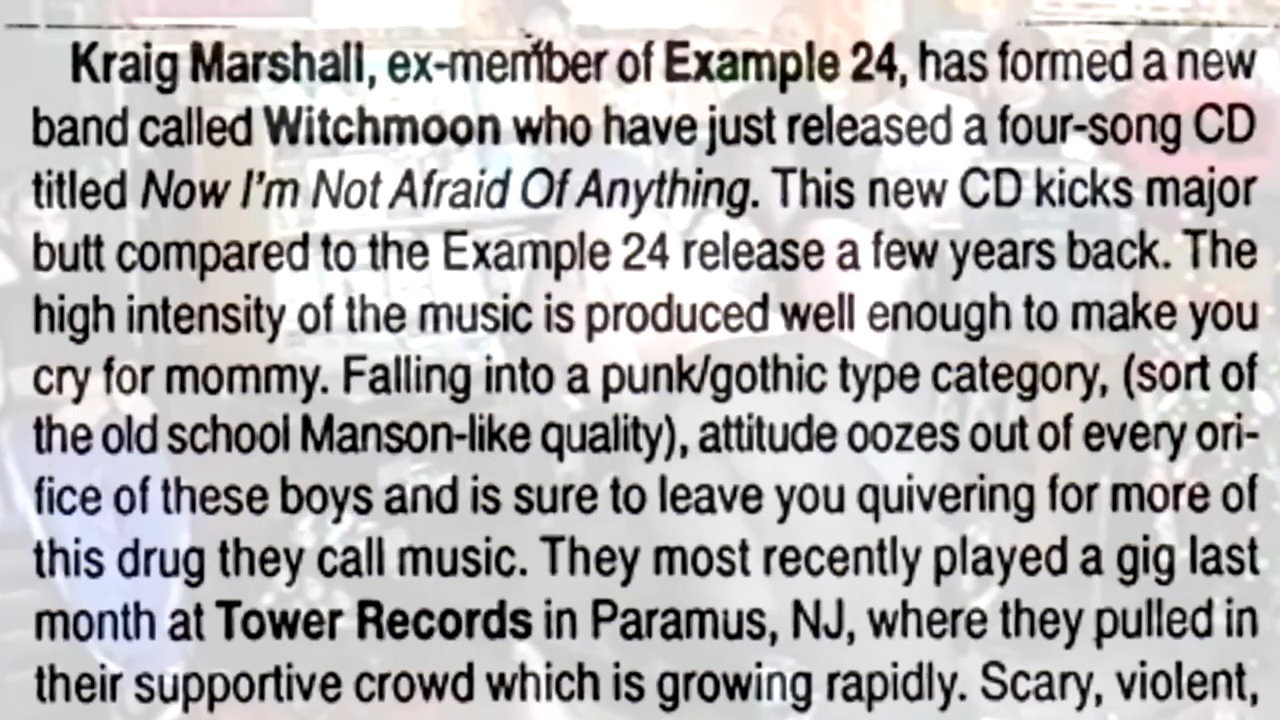 Kraig Marshall, ex-member of Example 24, has formed a new
band called Witchmoon who have just released a four-song CD
titled Now I'm Not Afraid Of Anything. This new CD kicks major
butt compared to the Example 24 release a few years back. The
high intensity of the music is produced well enough to make you
cry for mommy. Falling into a punk/gothic type category, (sort of
the old school Manson-like quality), attitude oozes out of every ori-
fice of these boys and is sure to leave you quivering for more of
this drug they call music. They most recently played a gig last
month at Tower Records in Paramus, NJ, where they pulled in
their supportive crowd which is growing rapidly. Scary, violent,